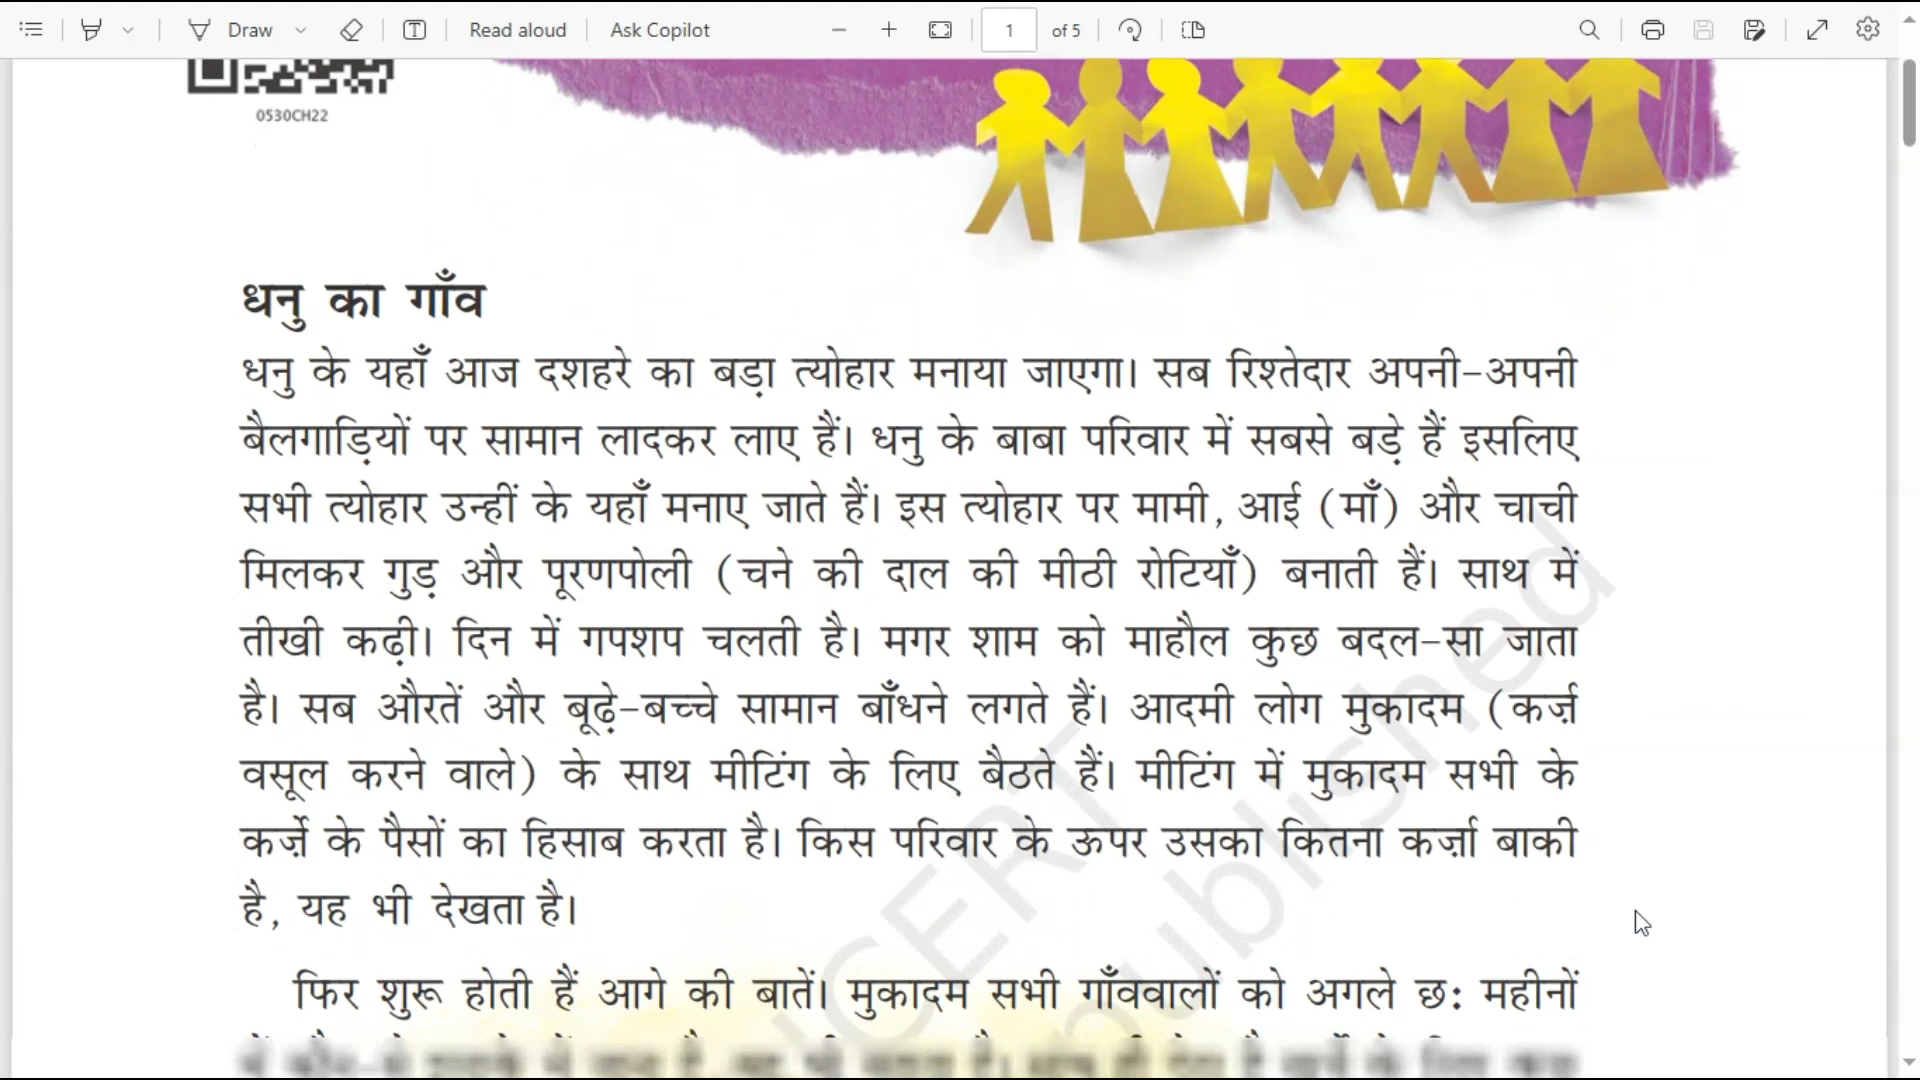 Draw
Read aloud
Ask Copilot
1
of 5
0530CH22
धनु का गाँव
धनु के यहाँ आज दशहरे का बड़ा त्योहार मनाया जाएगा। सब रिश्तेदार अपनी-अपनी
बैलगाड़ियों पर सामान लादकर लाए हैं। धनु के बाबा परिवार में सबसे बड़े हैं इसलिए
सभी त्योहार उन्हीं के यहाँ मनाए जाते हैं। इस त्योहार पर मामी, आई (माँ) और चाची
मिलकर गुड़ और पूरणपोली (चने की दाल की मीठी रोटियाँ) बनाती हैं। साथ में
तीखी कढ़ी। दिन में गपशप चलती है। मगर शाम को माहौल कुछ बदल-सा जाता
है। सब औरतें और बूढ़े-बच्चे सामान बाँधने लगते हैं। आदमी लोग मुकादम (कर्ज़
वसूल करने वाले) के साथ मीटिंग के लिए बैठते हैं। मीटिंग में मुकादम सभी के
कर्ज़े के पैसों का हिसाब करता है। किस परिवार के ऊपर उसका कितना कर्ज़ा बाकी
है, यह भी देखता है।
फिर शुरू होती हैं आगे की बातें। मुकादम सभी गाँववालों को अगले छ: महीनों
NCERT
published